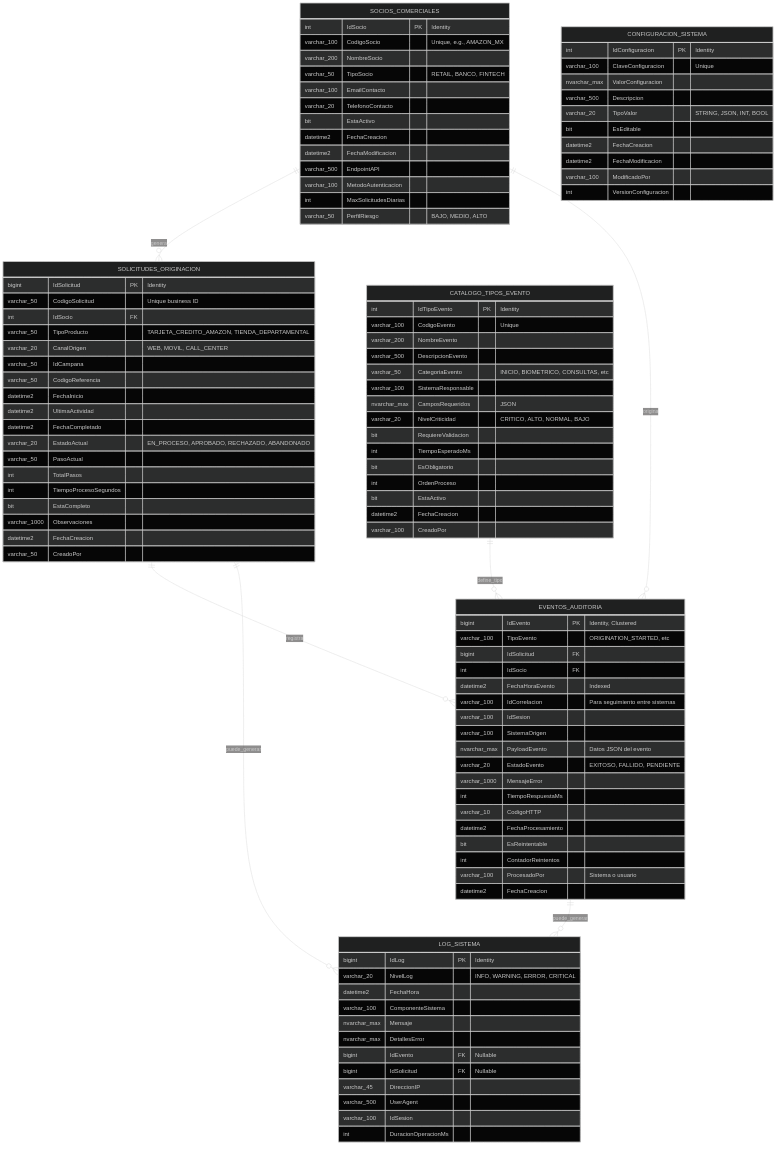 SOCIOS_COMERCIALES
int IdSocio PK Identity
varchar_100 CodigoSocio Unique, e.g., AMAZON_MX
varchar_200 NombreSocio
varchar_50 TipoSocio RETAIL, BANCO, FINTECH
varchar_100 EmailContacto
varchar_20 TelefonoContacto
bit EstaActivo
datetime2 FechaCreacion
datetime2 FechaModificacion
varchar_500 EndpointAPI
varchar_100 MetodoAutenticacion
int MaxSolicitudesDiarias
varchar_50 PerfilRiesgo BAJO, MEDIO, ALTO
CONFIGURACION_SISTEMA
int IdConfiguracion PK Identity
varchar_100 ClaveConfiguracion Unique
nvarchar_max ValorConfiguracion
varchar_500 Descripcion
varchar_20 TipoValor STRING, JSON, INT, BOOL
bit EsEditable
datetime2 FechaCreacion
datetime2 FechaModificacion
varchar_100 ModificadoPor
int VersionConfiguracion
SOLICITUDES_ORIGINACION
bigint IdSolicitud PK Identity
varchar_50 CodigoSolicitud Unique business ID
int IdSocio FK
varchar_50 TipoProducto TARJETA_CREDITO_AMAZON, TIENDA_DEPARTAMENTAL
varchar_20 CanalOrigen WEB, MOVIL, CALL_CENTER
varchar_50 IdCampana
varchar_50 CodigoReferencia
datetime2 FechaInicio
datetime2 UltimaActividad
datetime2 FechaCompletado
varchar_20 EstadoActual EN_PROCESO, APROBADO, RECHAZADO, ABANDONADO
varchar_50 PasoActual
int TotalPasos
int TiempoProcesoSegundos
bit EstaCompleto
varchar_1000 Observaciones
datetime2 FechaCreacion
varchar_50 CreadoPor
CATALOGO_TIPOS_EVENTO
int IdTipoEvento PK Identity
varchar_100 CodigoEvento Unique
varchar_200 NombreEvento
varchar_500 DescripcionEvento
varchar_50 CategoriaEvento INICIO, BIOMETRICO, CONSULTAS, etc
varchar_100 SistemaResponsable
nvarchar_max CamposRequeridos JSON
varchar_20 NivelCriticidad CRITICO, ALTO, NORMAL, BAJO
bit RequiereValidacion
int TiempoEsperadoMs
bit EsObligatorio
int OrdenProceso
bit EstaActivo
datetime2 FechaCreacion
varchar_100 CreadoPor
EVENTOS_AUDITORIA
bigint IdEvento PK Identity, Clustered
varchar_100 TipoEvento ORIGINATION_STARTED, etc
bigint IdSolicitud FK
int IdSocio FK
datetime2 FechaHoraEvento Indexed
varchar_100 IdCorrelacion Para seguimiento entre sistemas
varchar_100 IdSesion
varchar_100 SistemaOrigen
nvarchar_max PayloadEvento Datos JSON del evento
varchar_20 EstadoEvento EXITOSO, FALLIDO, PENDIENTE
varchar_1000 MensajeError
int TiempoRespuestaMs
varchar_10 CodigoHTTP
datetime2 FechaProcesamiento
bit EsReintentable
int ContadorReintentos
varchar_100 ProcesadoPor Sistema o usuario
datetime2 FechaCreacion
puede_generar
puede_generar
LOG_SISTEMA
bigint IdLog PK Identity
varchar_20 NivelLog INFO, WARNING, ERROR, CRITICAL
datetime2 FechaHora
varchar_100 ComponenteSistema
nvarchar_max Mensaje
nvarchar_max DetallesError
bigint IdEvento FK Nullable
bigint IdSolicitud FK Nullable
varchar_45 DireccionIP
varchar_500 UserAgent
varchar_100 IdSesion
int DuracionOperacionMs